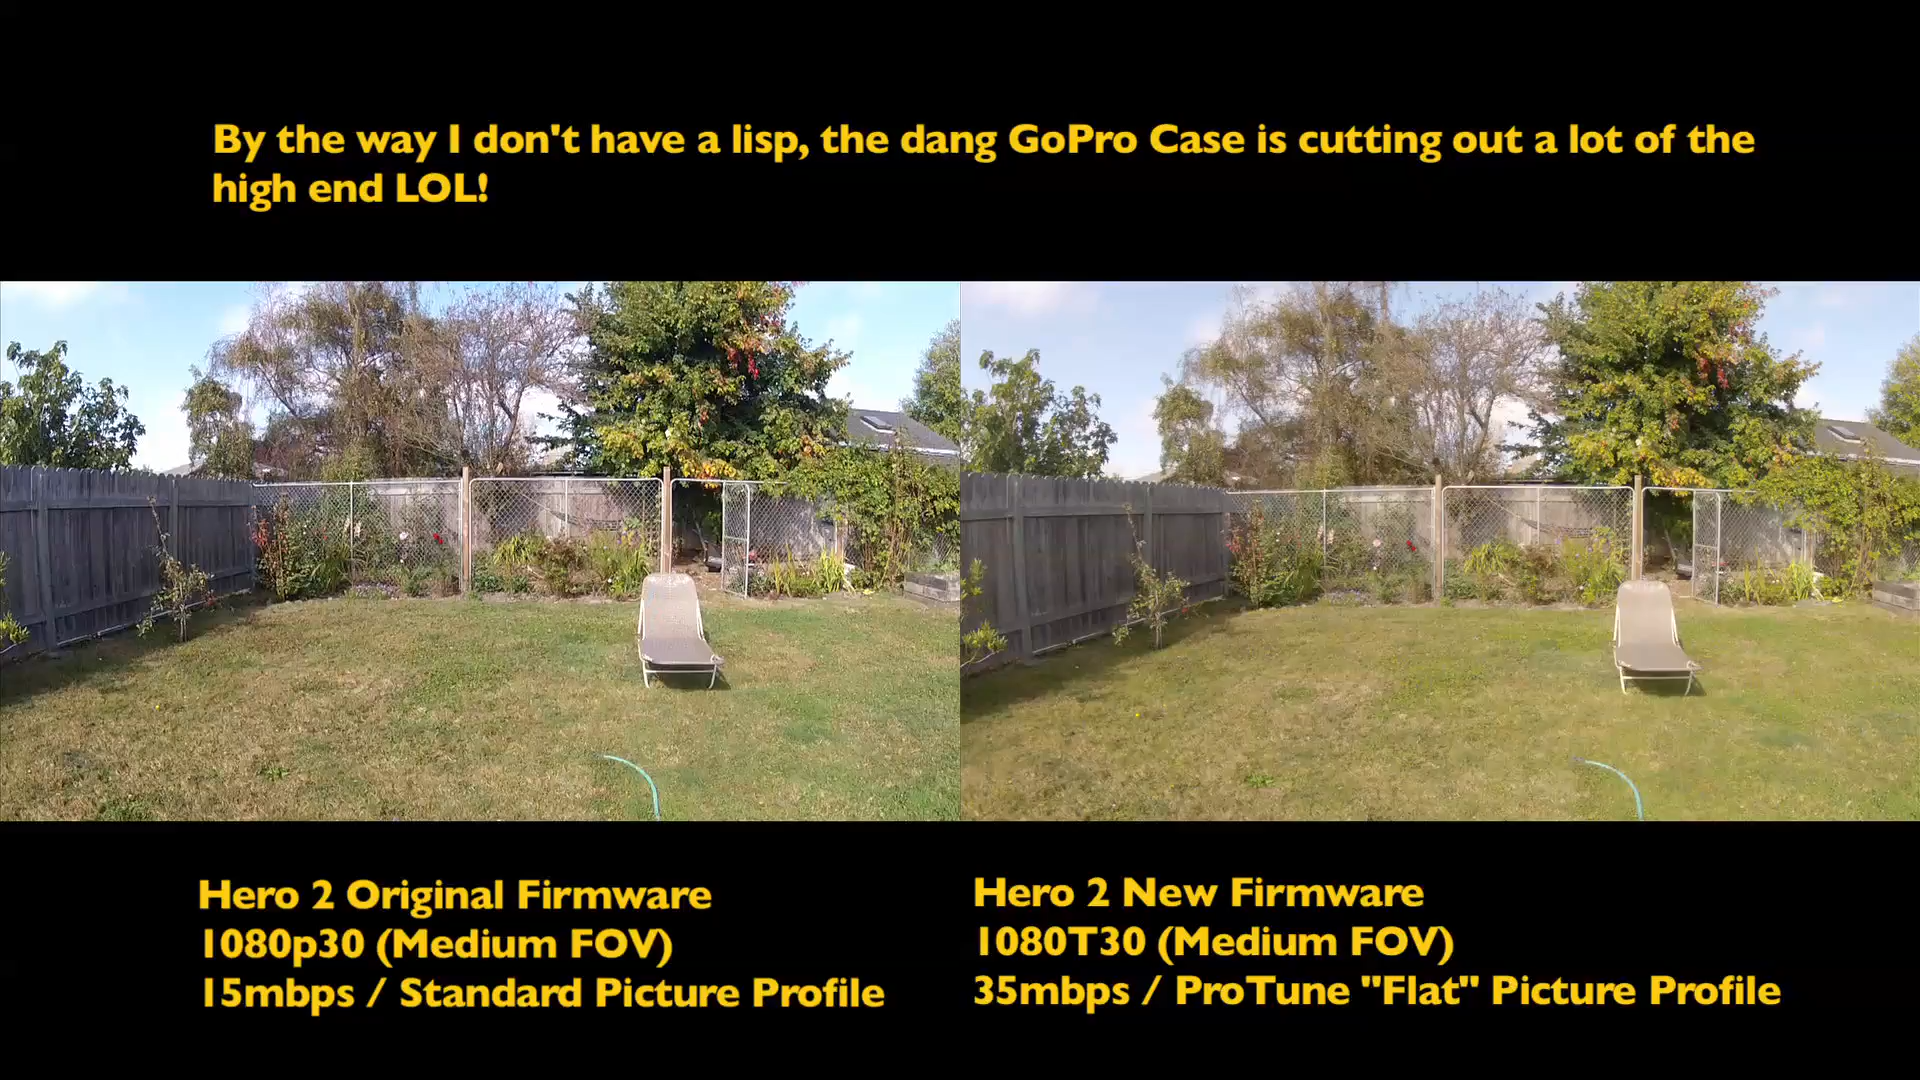 By the way I don't have a lisp, the dang GoPro Case is cutting out a lot of the
high end LOL!
Hero 2 Original Firmware
1080p30 (Medium FOV)
15mbps / Standard Picture Profile
Hero 2 New Firmware
1080T30 (Medium FOV)
35mbps / ProTune "Flat" Picture Profile